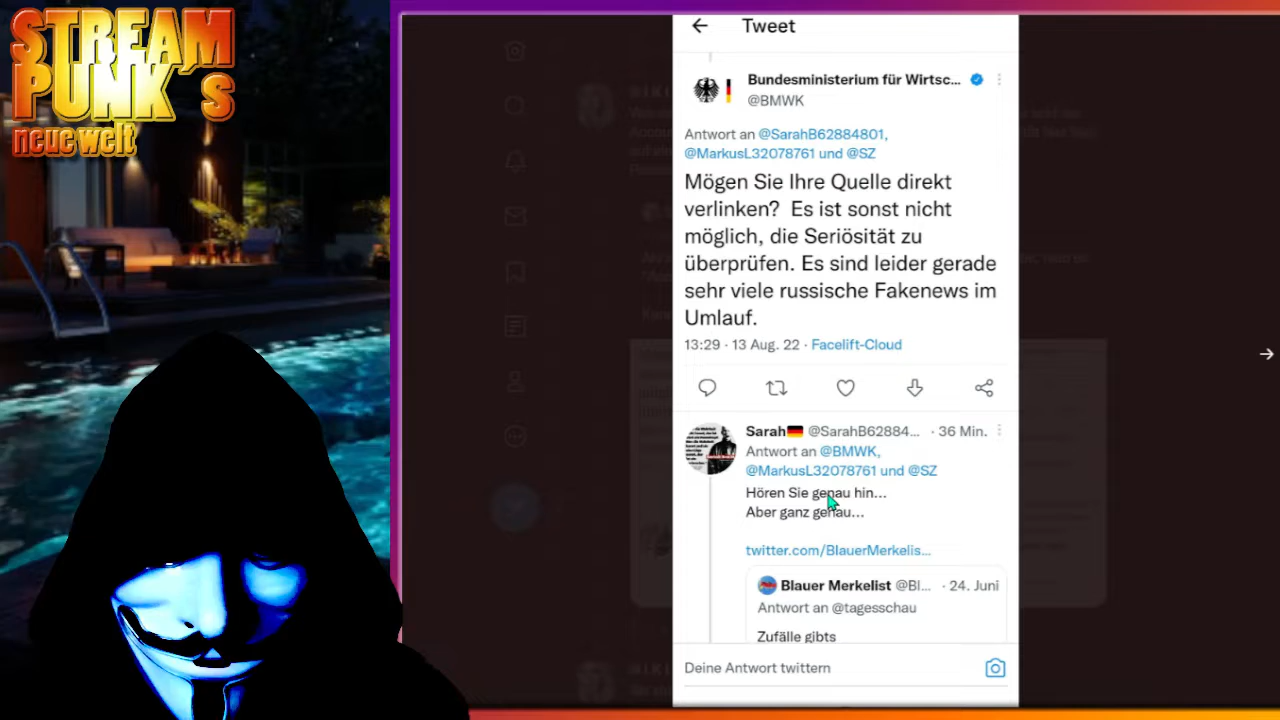 STREAM
PUNK´s
neue welt
Tweet
Bundesministerium für Wirtsc...
@BMWK
Antwort an @SarahB62884801,
@MarkusL32078761 und @SZ
Mögen Sie Ihre Quelle direkt
verlinken? Es ist sonst nicht
möglich, die Seriösität zu
überprüfen. Es sind leider gerade
sehr viele russische Fakenews im
Umlauf.
13:29 · 13 Aug. 22 · Facelift-Cloud
Sarah @SarahB62884... · 36 Min.
Antwort an @BMWK,
@MarkusL32078761 und @SZ
Hören Sie genau hin...
Aber ganz genau...
twitter.com/BlauerMerkelis...
Blauer Merkelist @Bl... · 24. Juni
Antwort an @tagesschau
Zufälle gibts
Deine Antwort twittern